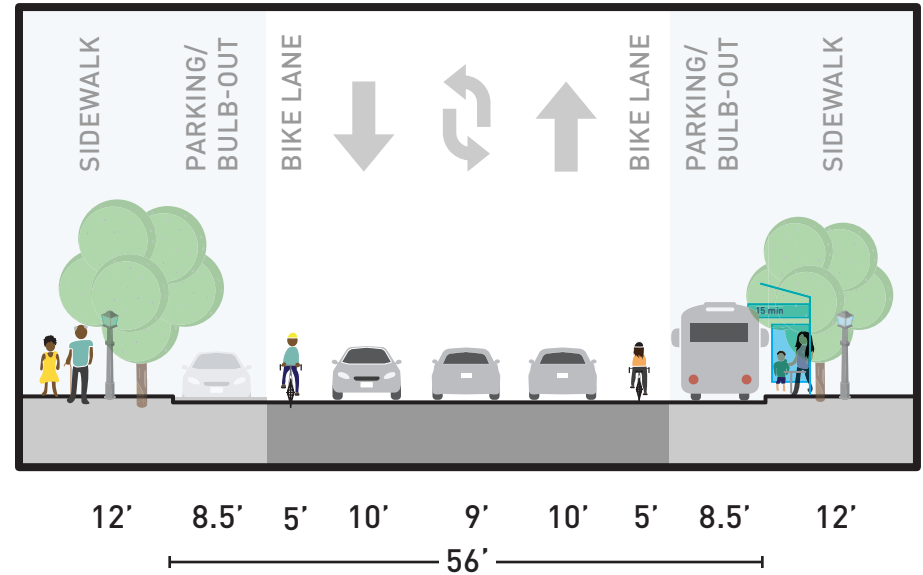 SIDEWALK
PARKING/
BULB-OUT
BIKE LANE
BIKE LANE
PARKING/
BULB-OUT
SIDEWALK
15 min
12’ 8.5’ 5’ 10’ 9’ 10’ 5’ 8.5’ 12’
56’